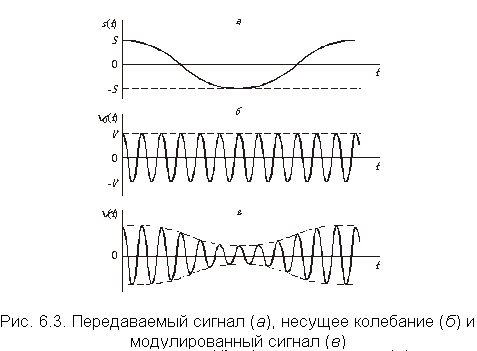 s(t)
а
S
0
t
-S
v₀(t)
б
V
0
t
-V
v(t)
в
0
t
Рис. 6.3. Передаваемый сигнал (а), несущее колебание (б) и
модулированный сигнал (в)